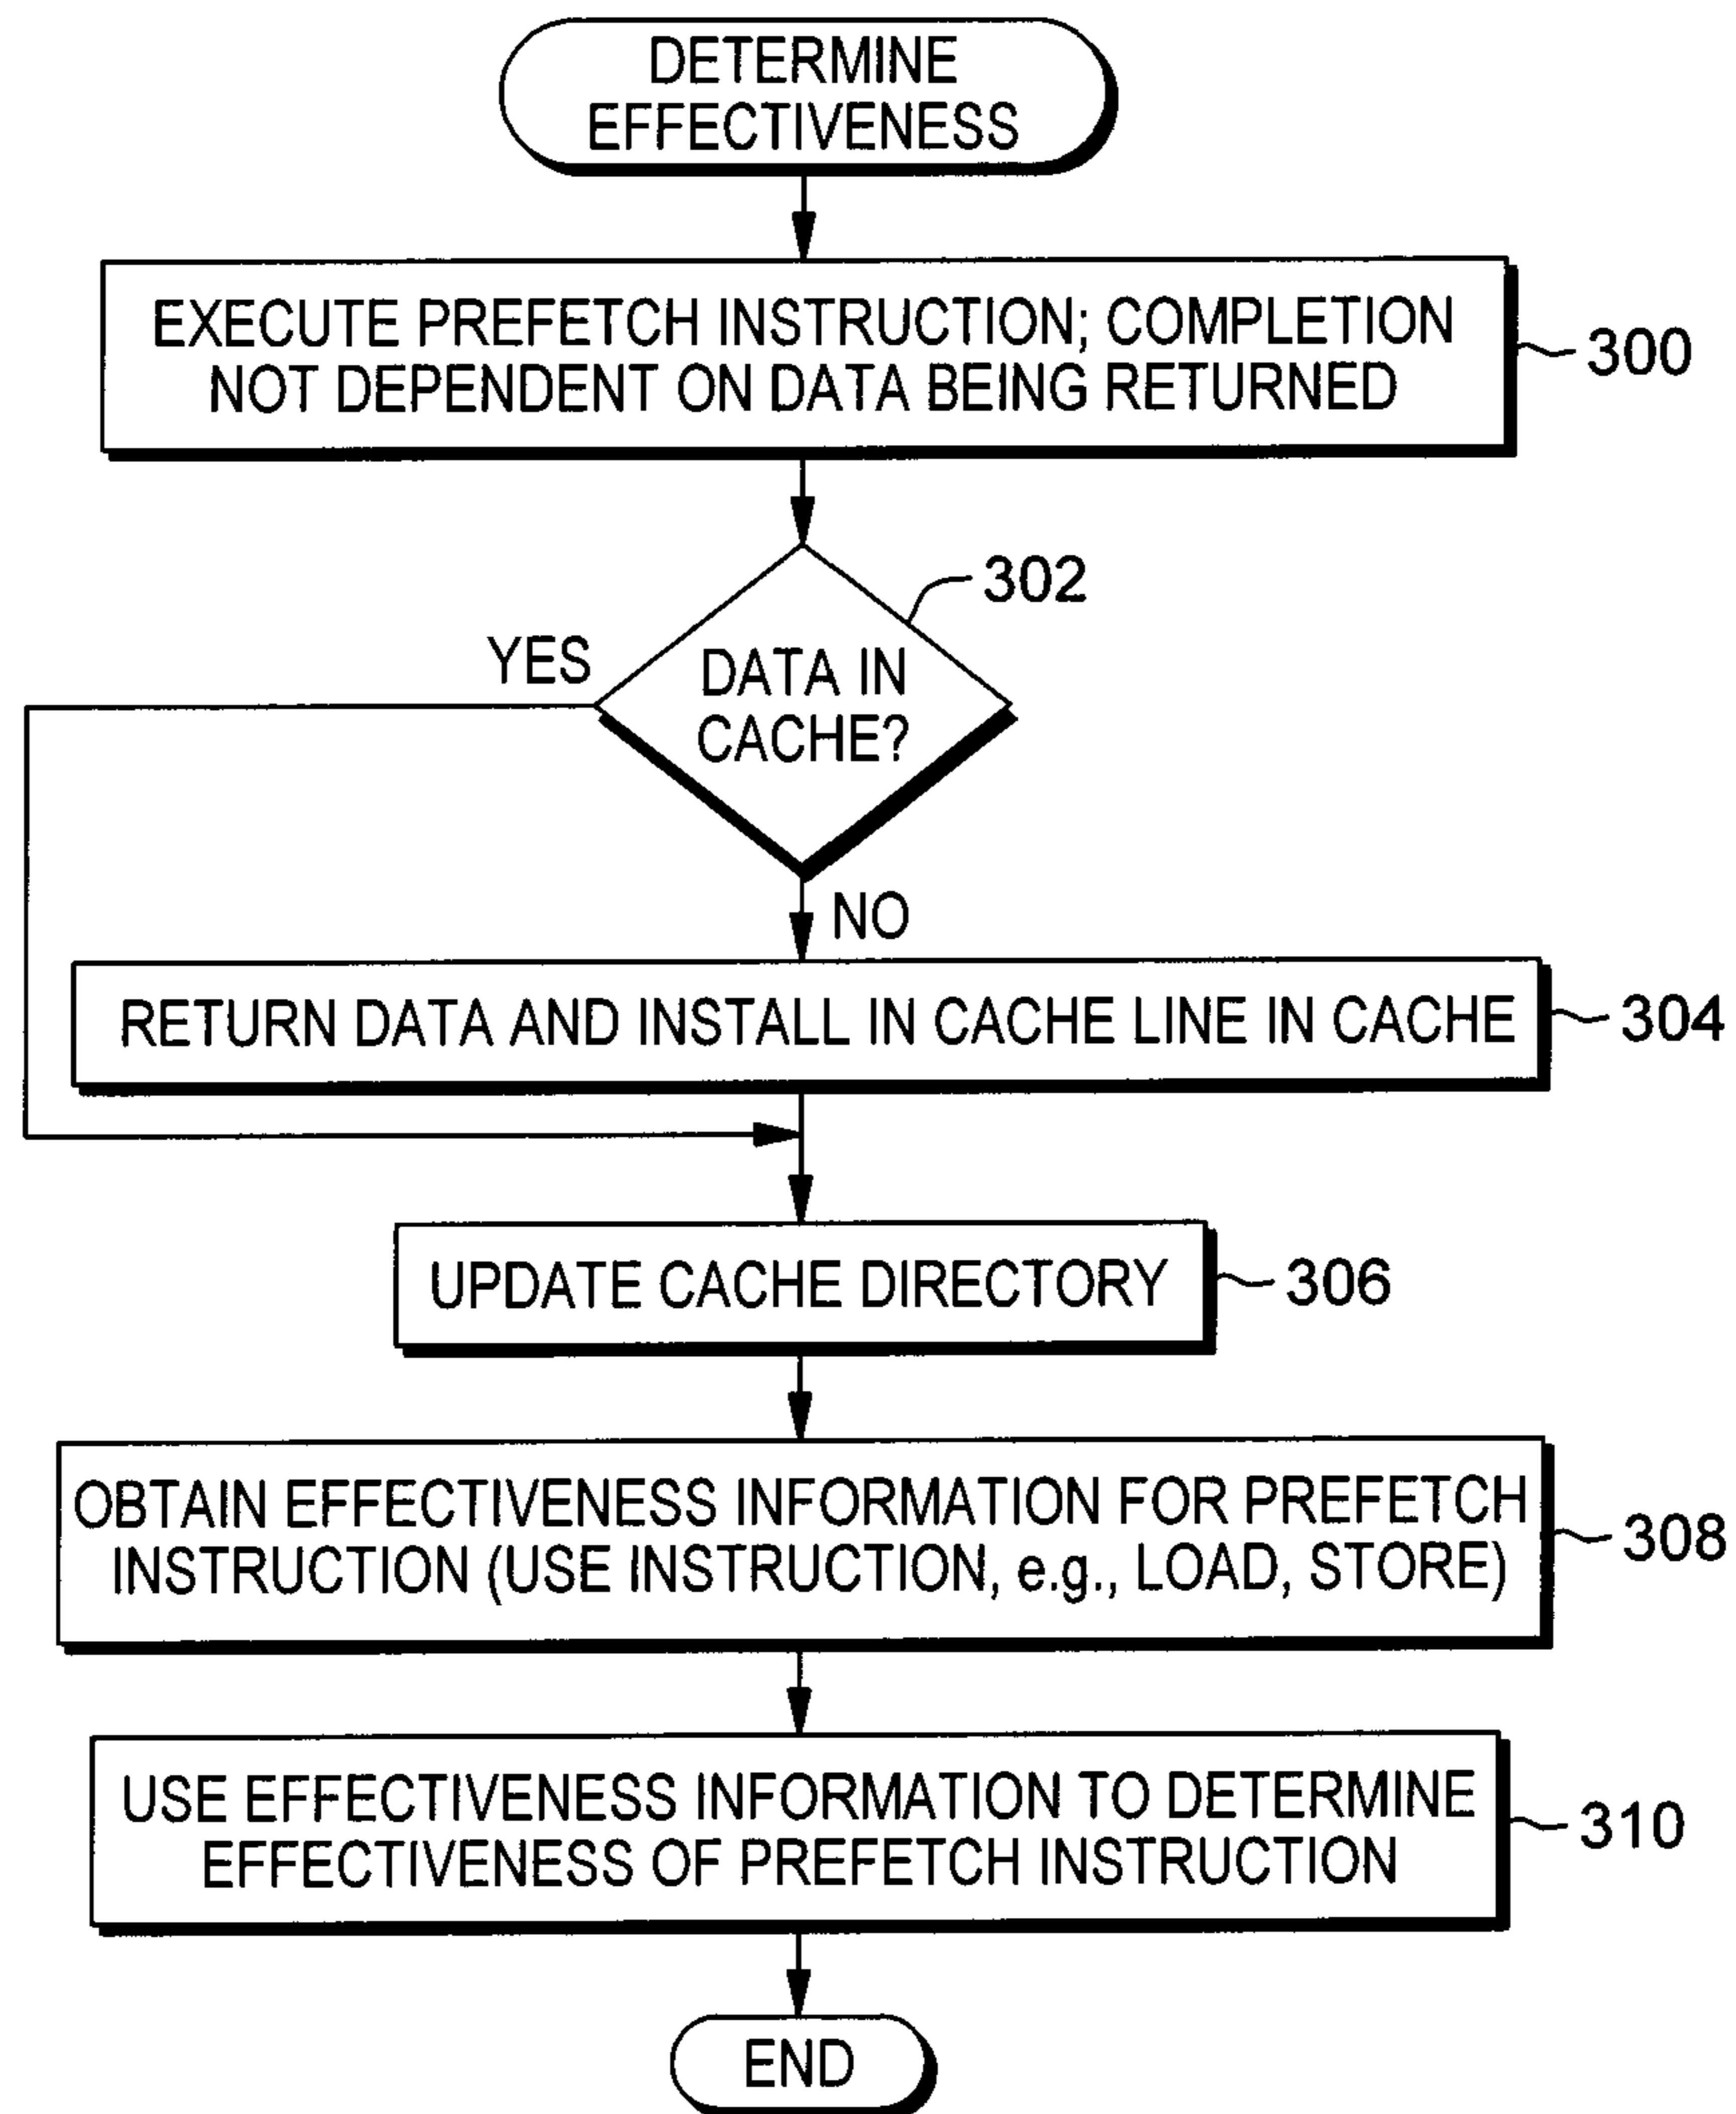 DETERMINE
EFFECTIVENESS
EXECUTE PREFETCH INSTRUCTION; COMPLETION
NOT DEPENDENT ON DATA BEING RETURNED
300
302
YES
DATA IN
CACHE?
NO
RETURN DATA AND INSTALL IN CACHE LINE IN CACHE
304
UPDATE CACHE DIRECTORY
306
OBTAIN EFFECTIVENESS INFORMATION FOR PREFETCH
INSTRUCTION (USE INSTRUCTION, e.g., LOAD, STORE)
308
USE EFFECTIVENESS INFORMATION TO DETERMINE
EFFECTIVENESS OF PREFETCH INSTRUCTION
310
END